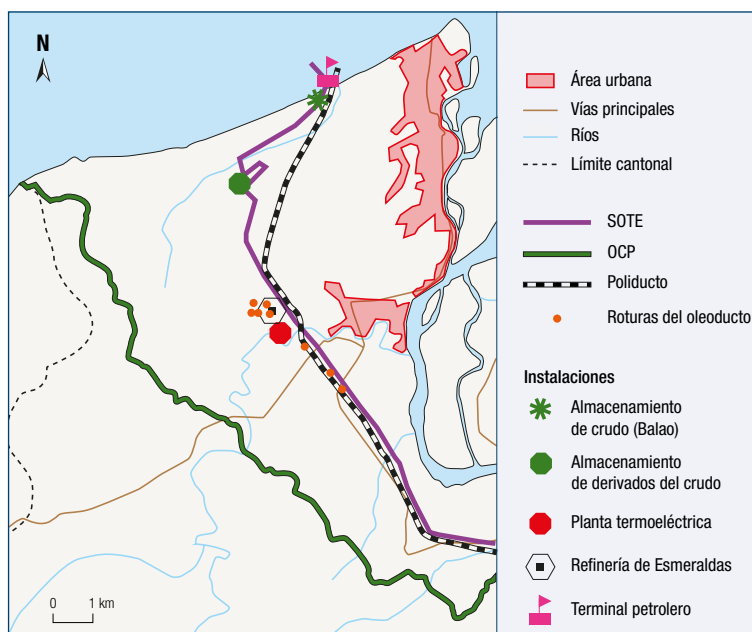 N
0 1 km
Área urbana
Vías principales
Ríos
Límite cantonal
SOTE
OCP
Poliducto
Roturas del oleoducto
Instalaciones
Almacenamiento
de crudo (Balao)
Almacenamiento
de derivados del crudo
Planta termoeléctrica
Refinería de Esmeraldas
Terminal petrolero